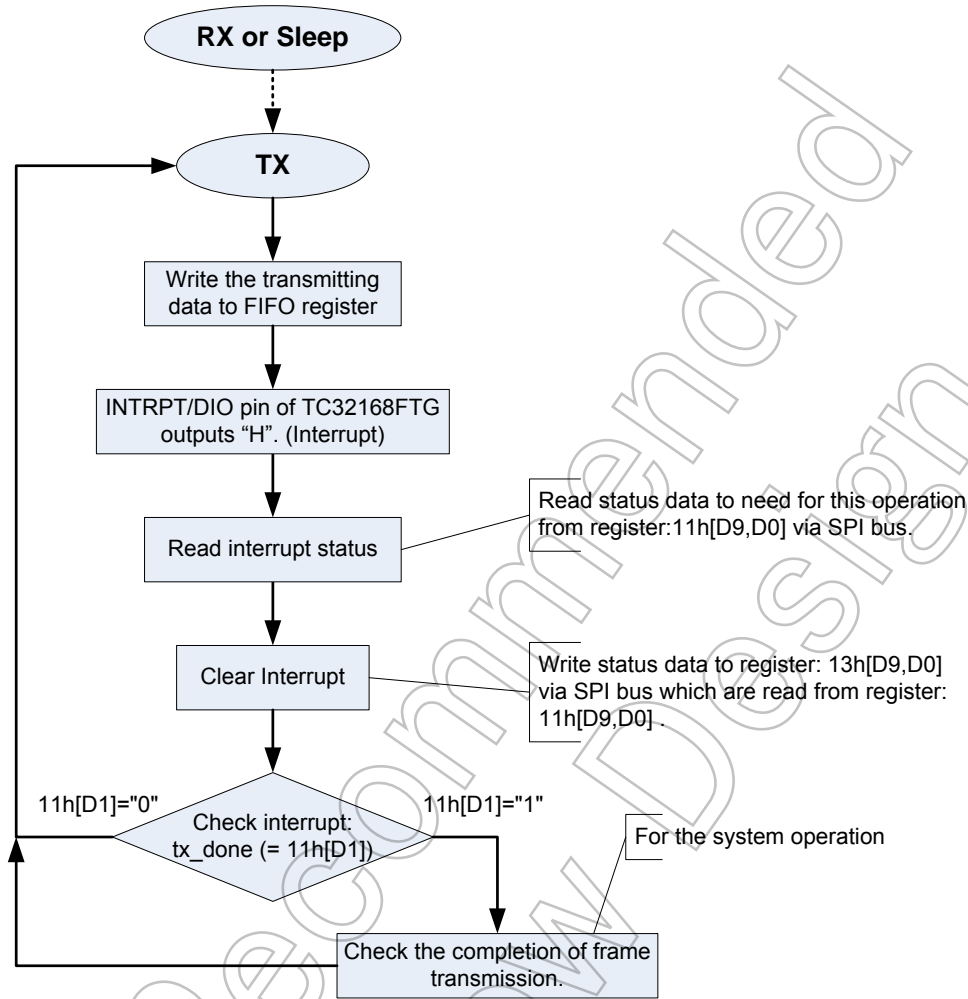 RX or Sleep
TX
Write the transmitting
data to FIFO register
INTRPT/DIO pin of TC32168FTG
outputs “H”. (Interrupt)
Read status data to need for this operation
from register:11h[D9,D0] via SPI bus.
Read interrupt status
Clear Interrupt
Write status data to register: 13h[D9,D0]
via SPI bus which are read from register:
11h[D9,D0] .
11h[D1]="0"
11h[D1]="1"
Check interrupt:
tx_done (= 11h[D1])
For the system operation
Check the completion of frame
transmission.
ecommended
w Design